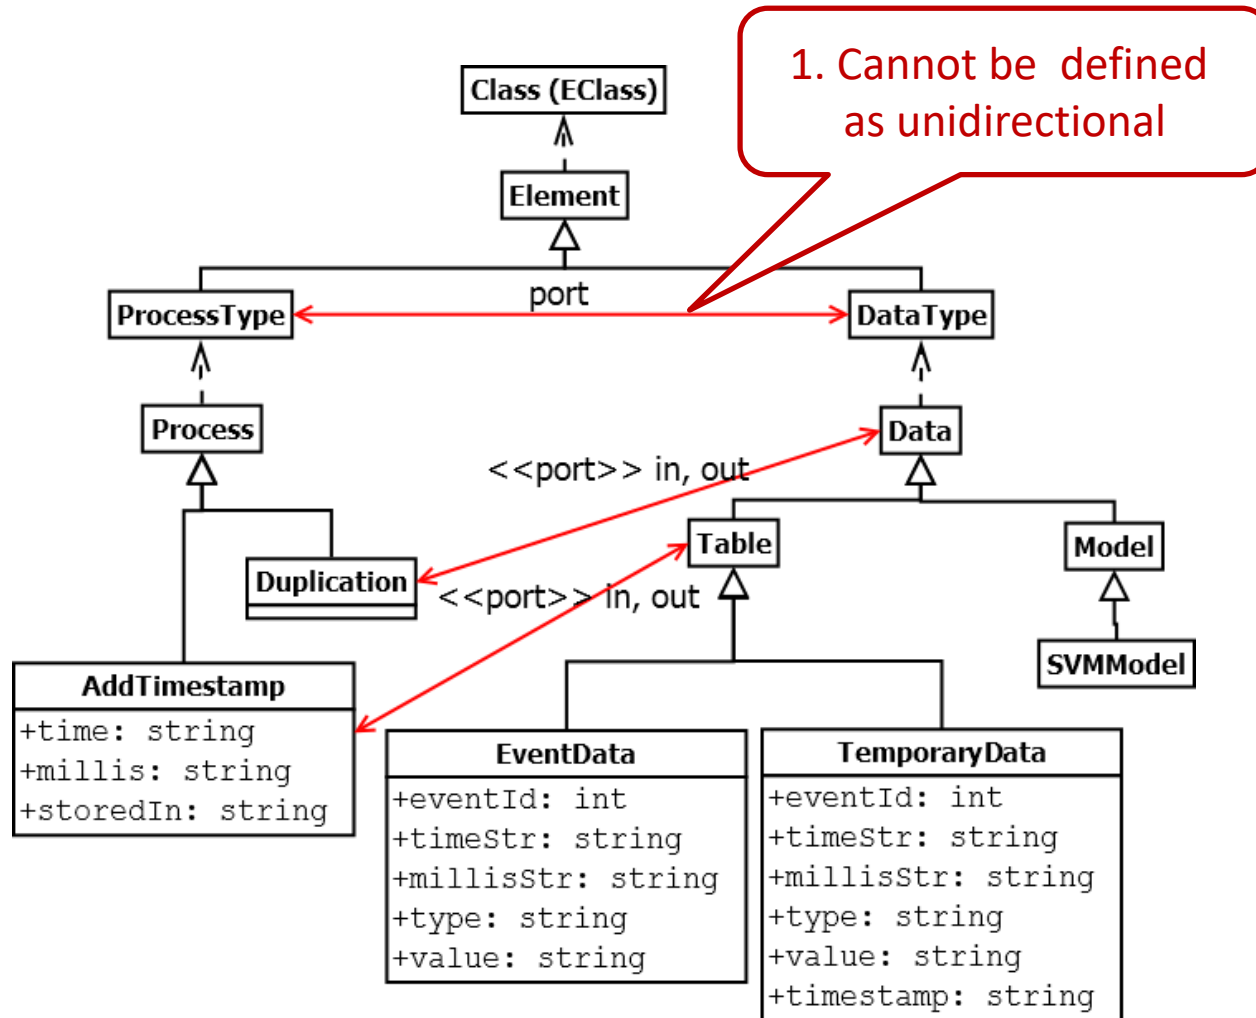 1. Cannot be defined
as unidirectional
Class (EClass)
Element
port
ProcessType
DataType
Process
Data
<<port>> in, out
Table
Model
Duplication
<<port>> in, out
SVMModel
AddTimestamp
+time: string
+millis: string
+storedIn: string
EventData
+eventId: int
+timeStr: string
+millisStr: string
+type: string
+value: string
TemporaryData
+eventId: int
+timeStr: string
+millisStr: string
+type: string
+value: string
+timestamp: string